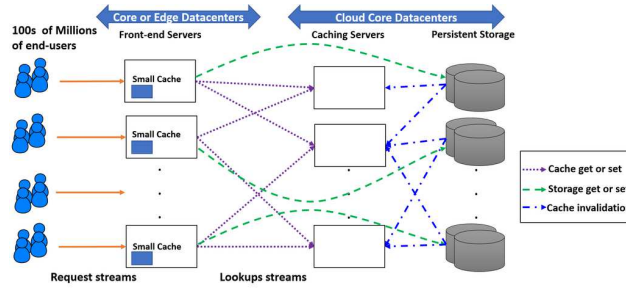 Core or Edge Datacenters
Cloud Core Datacenters
100s of Millions
of end-users
Front-end Servers
Caching Servers
Persistent Storage
Small Cache
Small Cache
Small Cache
Cache get or set
Storage get or set
Cache invalidation
Request streams
Lookups streams